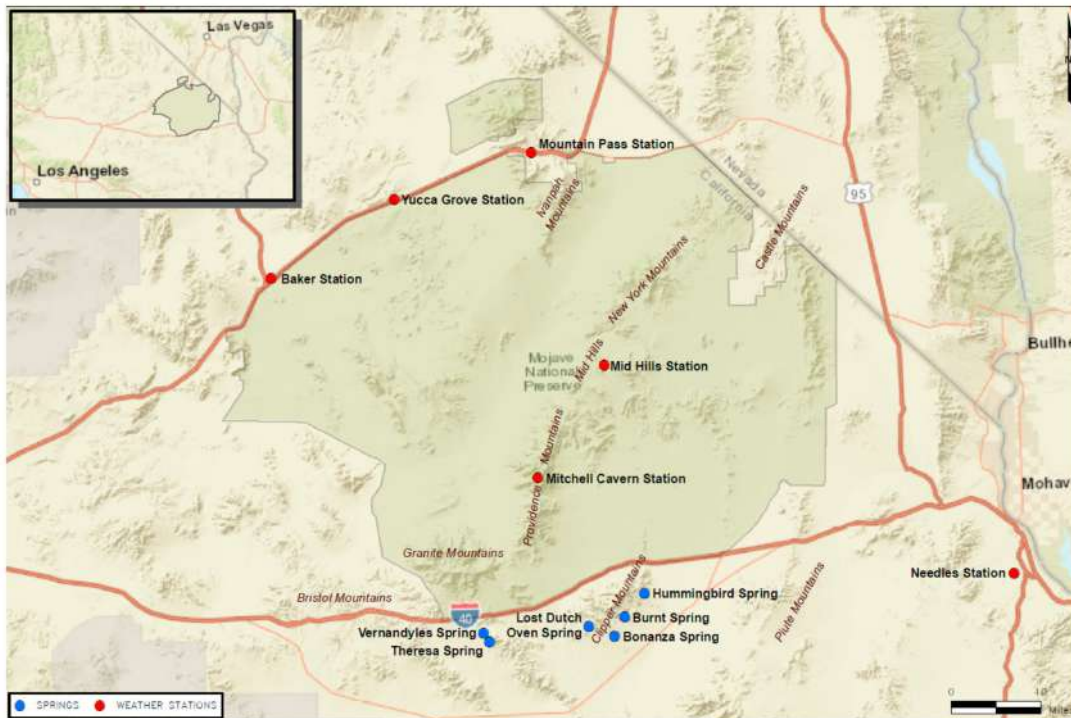 Las Vegas
Los Angeles
Mountain Pass Station
Yucca Grove Station
Ivanpah
Mountains
Nevada
California
95
Castle Mountains
Baker Station
New York Mountains
Mid Hills
Mojave
National
Preserve
Mid Hills Station
Bullhe
Providence Mountains
Mitchell Cavern Station
Mohav
Granite Mountains
Bristol Mountains
Needles Station
Clipper Mountains
Piute Mountains
Hummingbird Spring
40
Lost Dutch
Oven Spring
Burnt Spring
Bonanza Spring
Vernandyles Spring
Theresa Spring
SPRINGS
WEATHER STATIONS
0 10
Miles